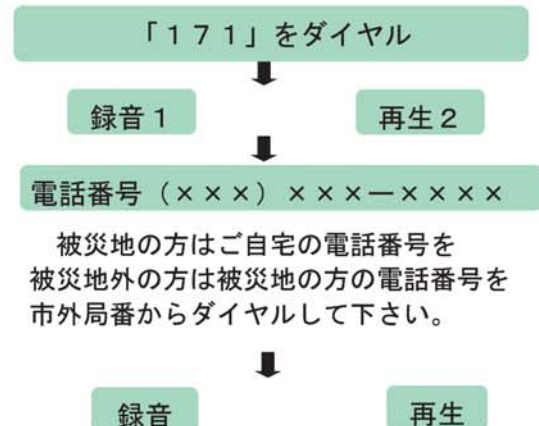 「１７１」をダイヤル
録音１
再生２
電話番号（×××）×××ー××××
被災地の方はご自宅の電話番号を
被災地外の方は被災地の方の電話番号を
市外局番からダイヤルして下さい。
録音
再生